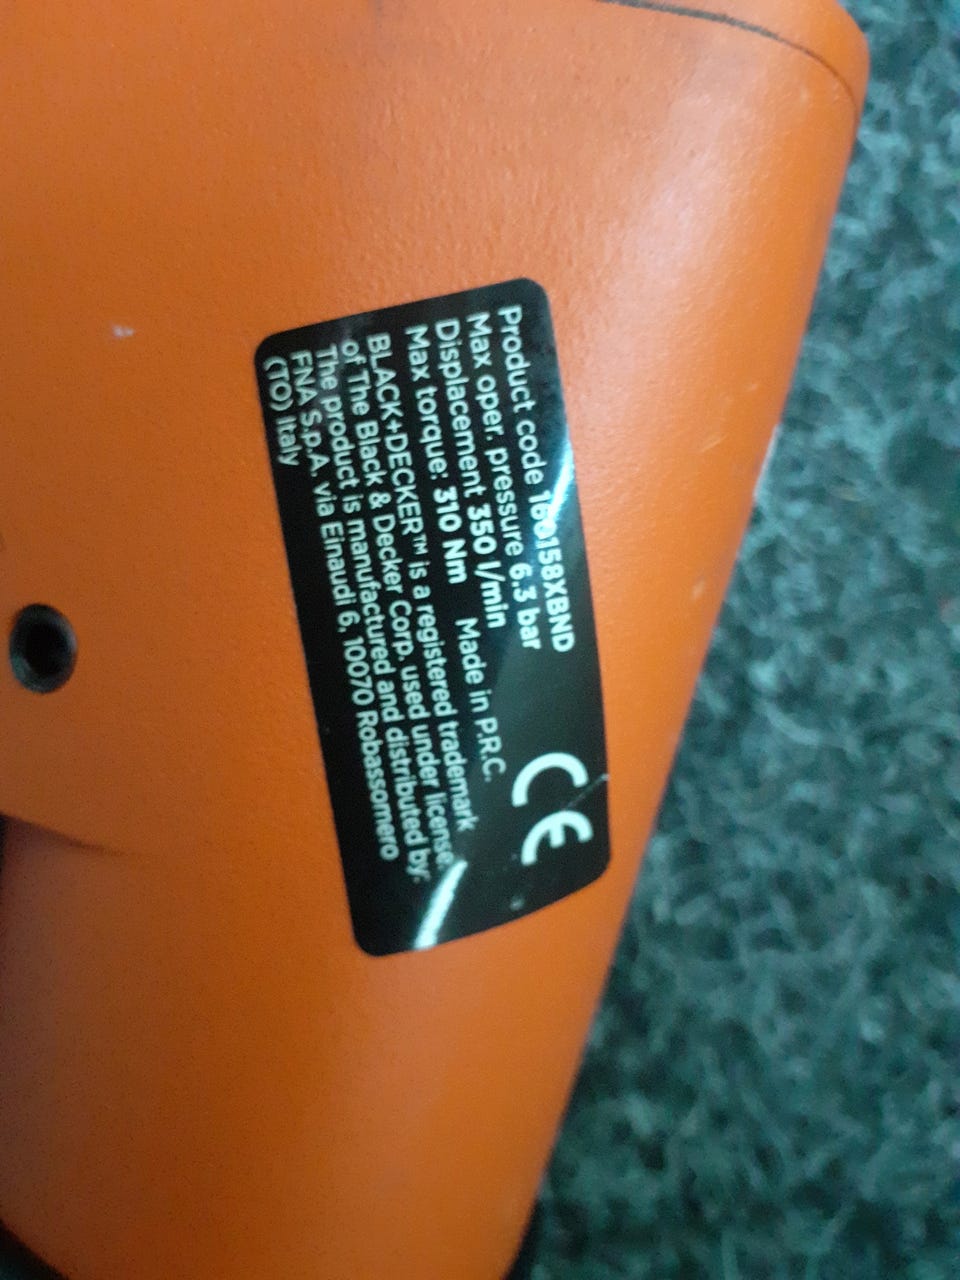 Product code
Max oper. pressure 6.3 bar
Displacement 350 l/min
Max torque: 310 Nm Made in P.R.C.
CE
BLACK+DECKER™ is a registered trademark
of The Black & Decker Corp. used under license.
The product is manufactured and distributed by:
FNA S.p.A. via Einaudi 6, 10070 Robassomero
(TO) Italy